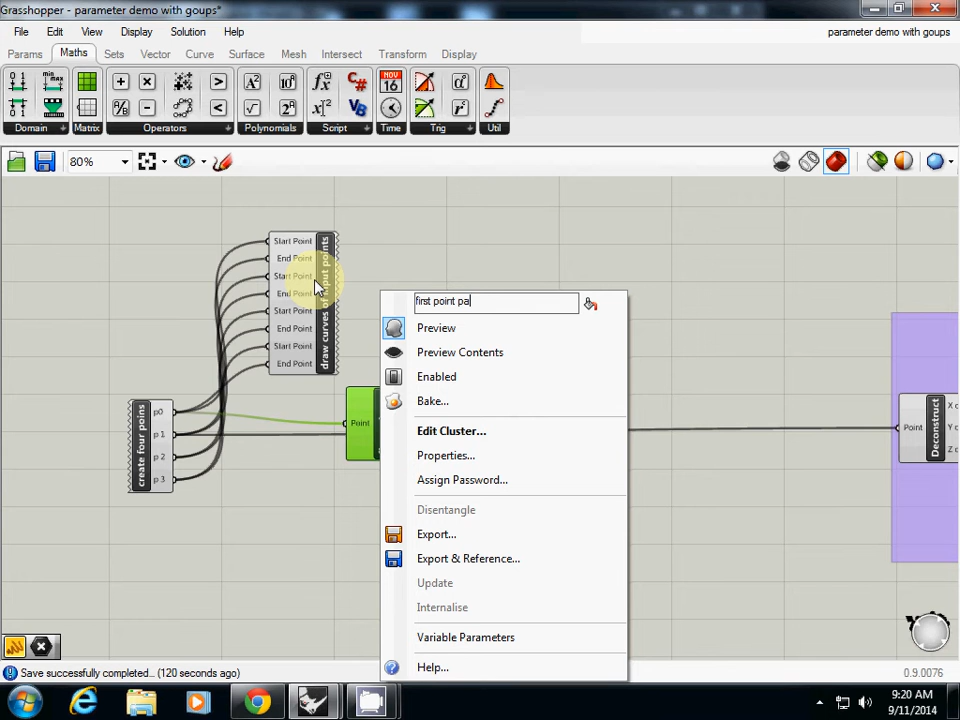 Grasshopper - parameter demo with goups*
File Edit View Display Solution Help
parameter demo with goups
Params Maths Sets Vector Curve Surface Mesh Intersect Transform Display
Domain Matrix Operators Polynomials Script Time Trig Util
80%
Start Point
End Point
Start Point
End Point
Start Point
End Point
Start Point
End Point
draw curves of input points
create four poins
p0
p 1
p 2
p 3
Point
first point pa
Preview
Preview Contents
Enabled
Bake...
Edit Cluster...
Properties...
Assign Password...
Disentangle
Export...
Export & Reference...
Update
Internalise
Variable Parameters
Help...
Point
Deconstruct
X c
Y c
Z c
Save successfully completed... (120 seconds ago)
0.9.0076
9:20 AM
9/11/2014